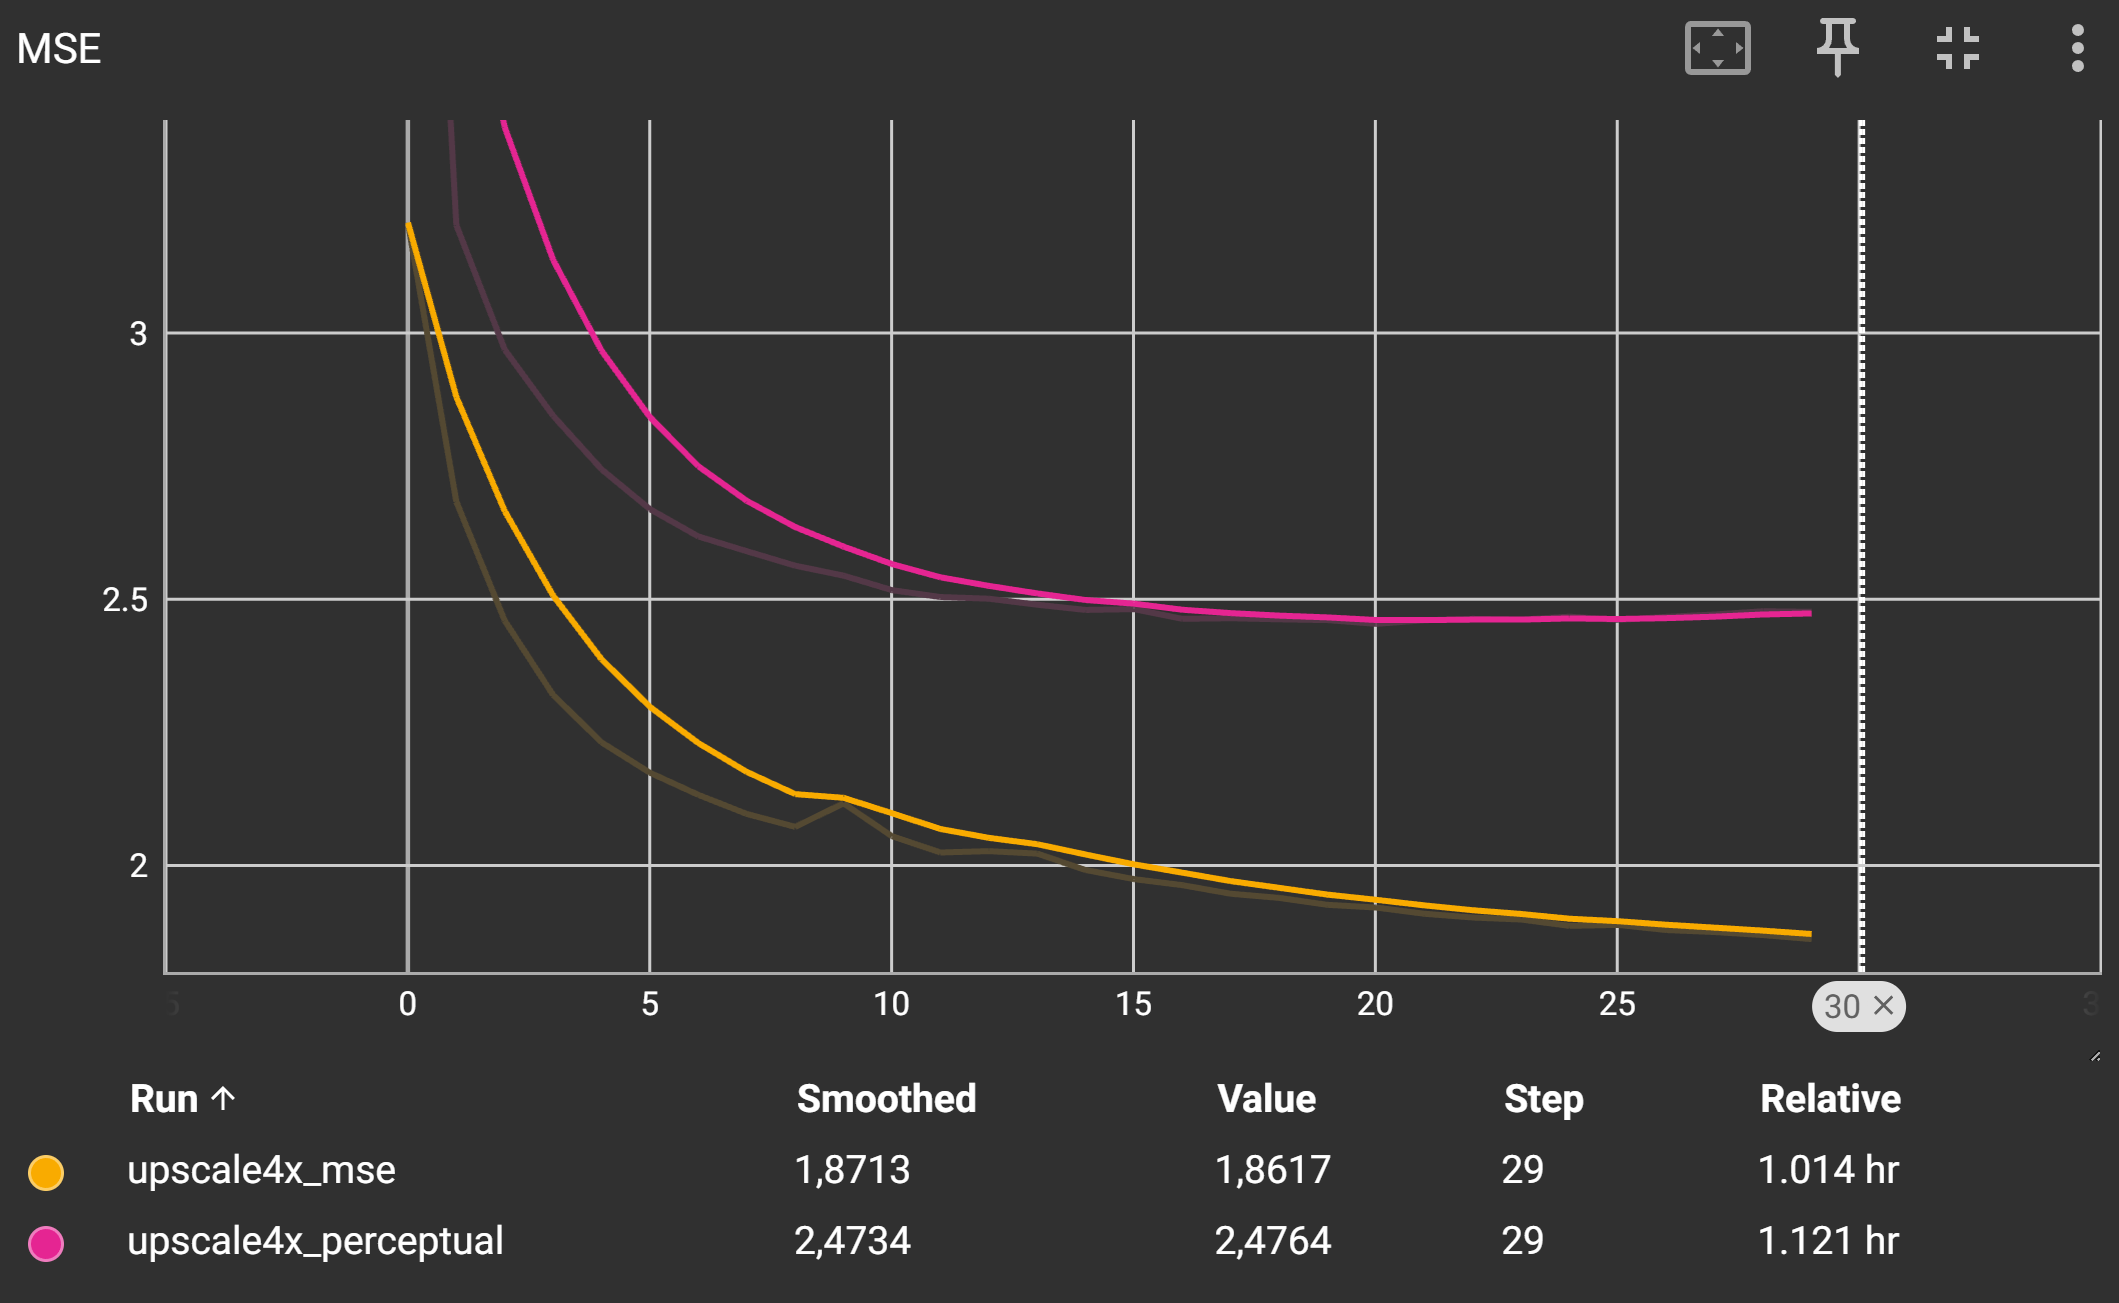 MSE
3
2.5
2
0 5 10 15 20 25 30
Run Smoothed Value Step Relative
upscale4x_mse 1,8713 1,8617 29 1.014 hr
upscale4x_perceptual 2,4734 2,4764 29 1.121 hr